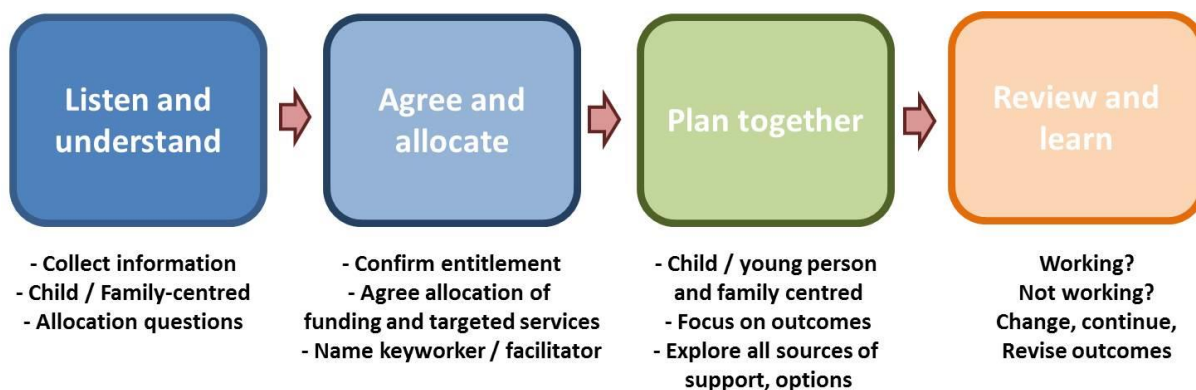 Listen and
understand
Agree and
allocate
Plan together
Review and
learn
- Collect information
- Child / Family-centred
- Allocation questions
- Confirm entitlement
- Agree allocation of
funding and targeted services
- Name keyworker / facilitator
- Child / young person
and family centred
- Focus on outcomes
- Explore all sources of
support, options
Working?
Not working?
Change, continue,
Revise outcomes